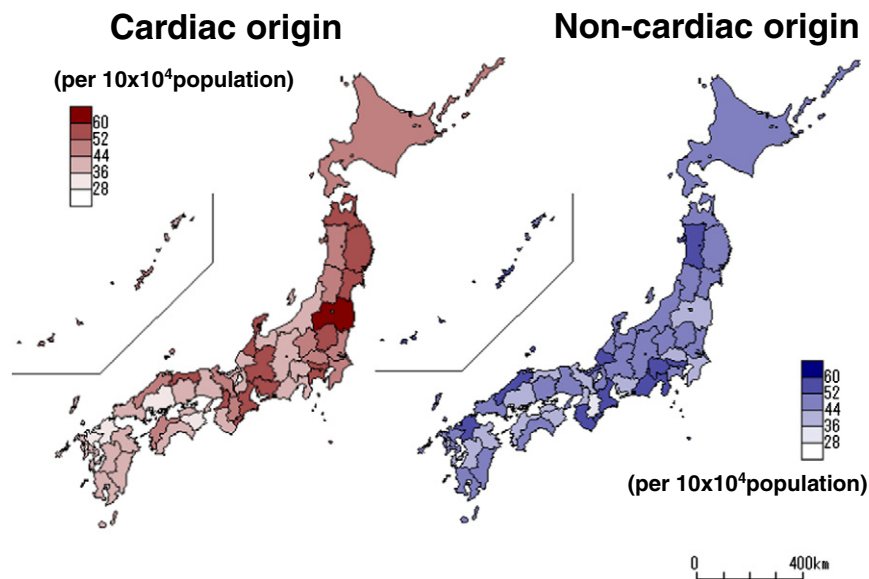 Cardiac origin
Non-cardiac origin
(per 10x10⁴population)
60
52
44
36
28
60
52
44
36
28
(per 10x10⁴population)
0 400km